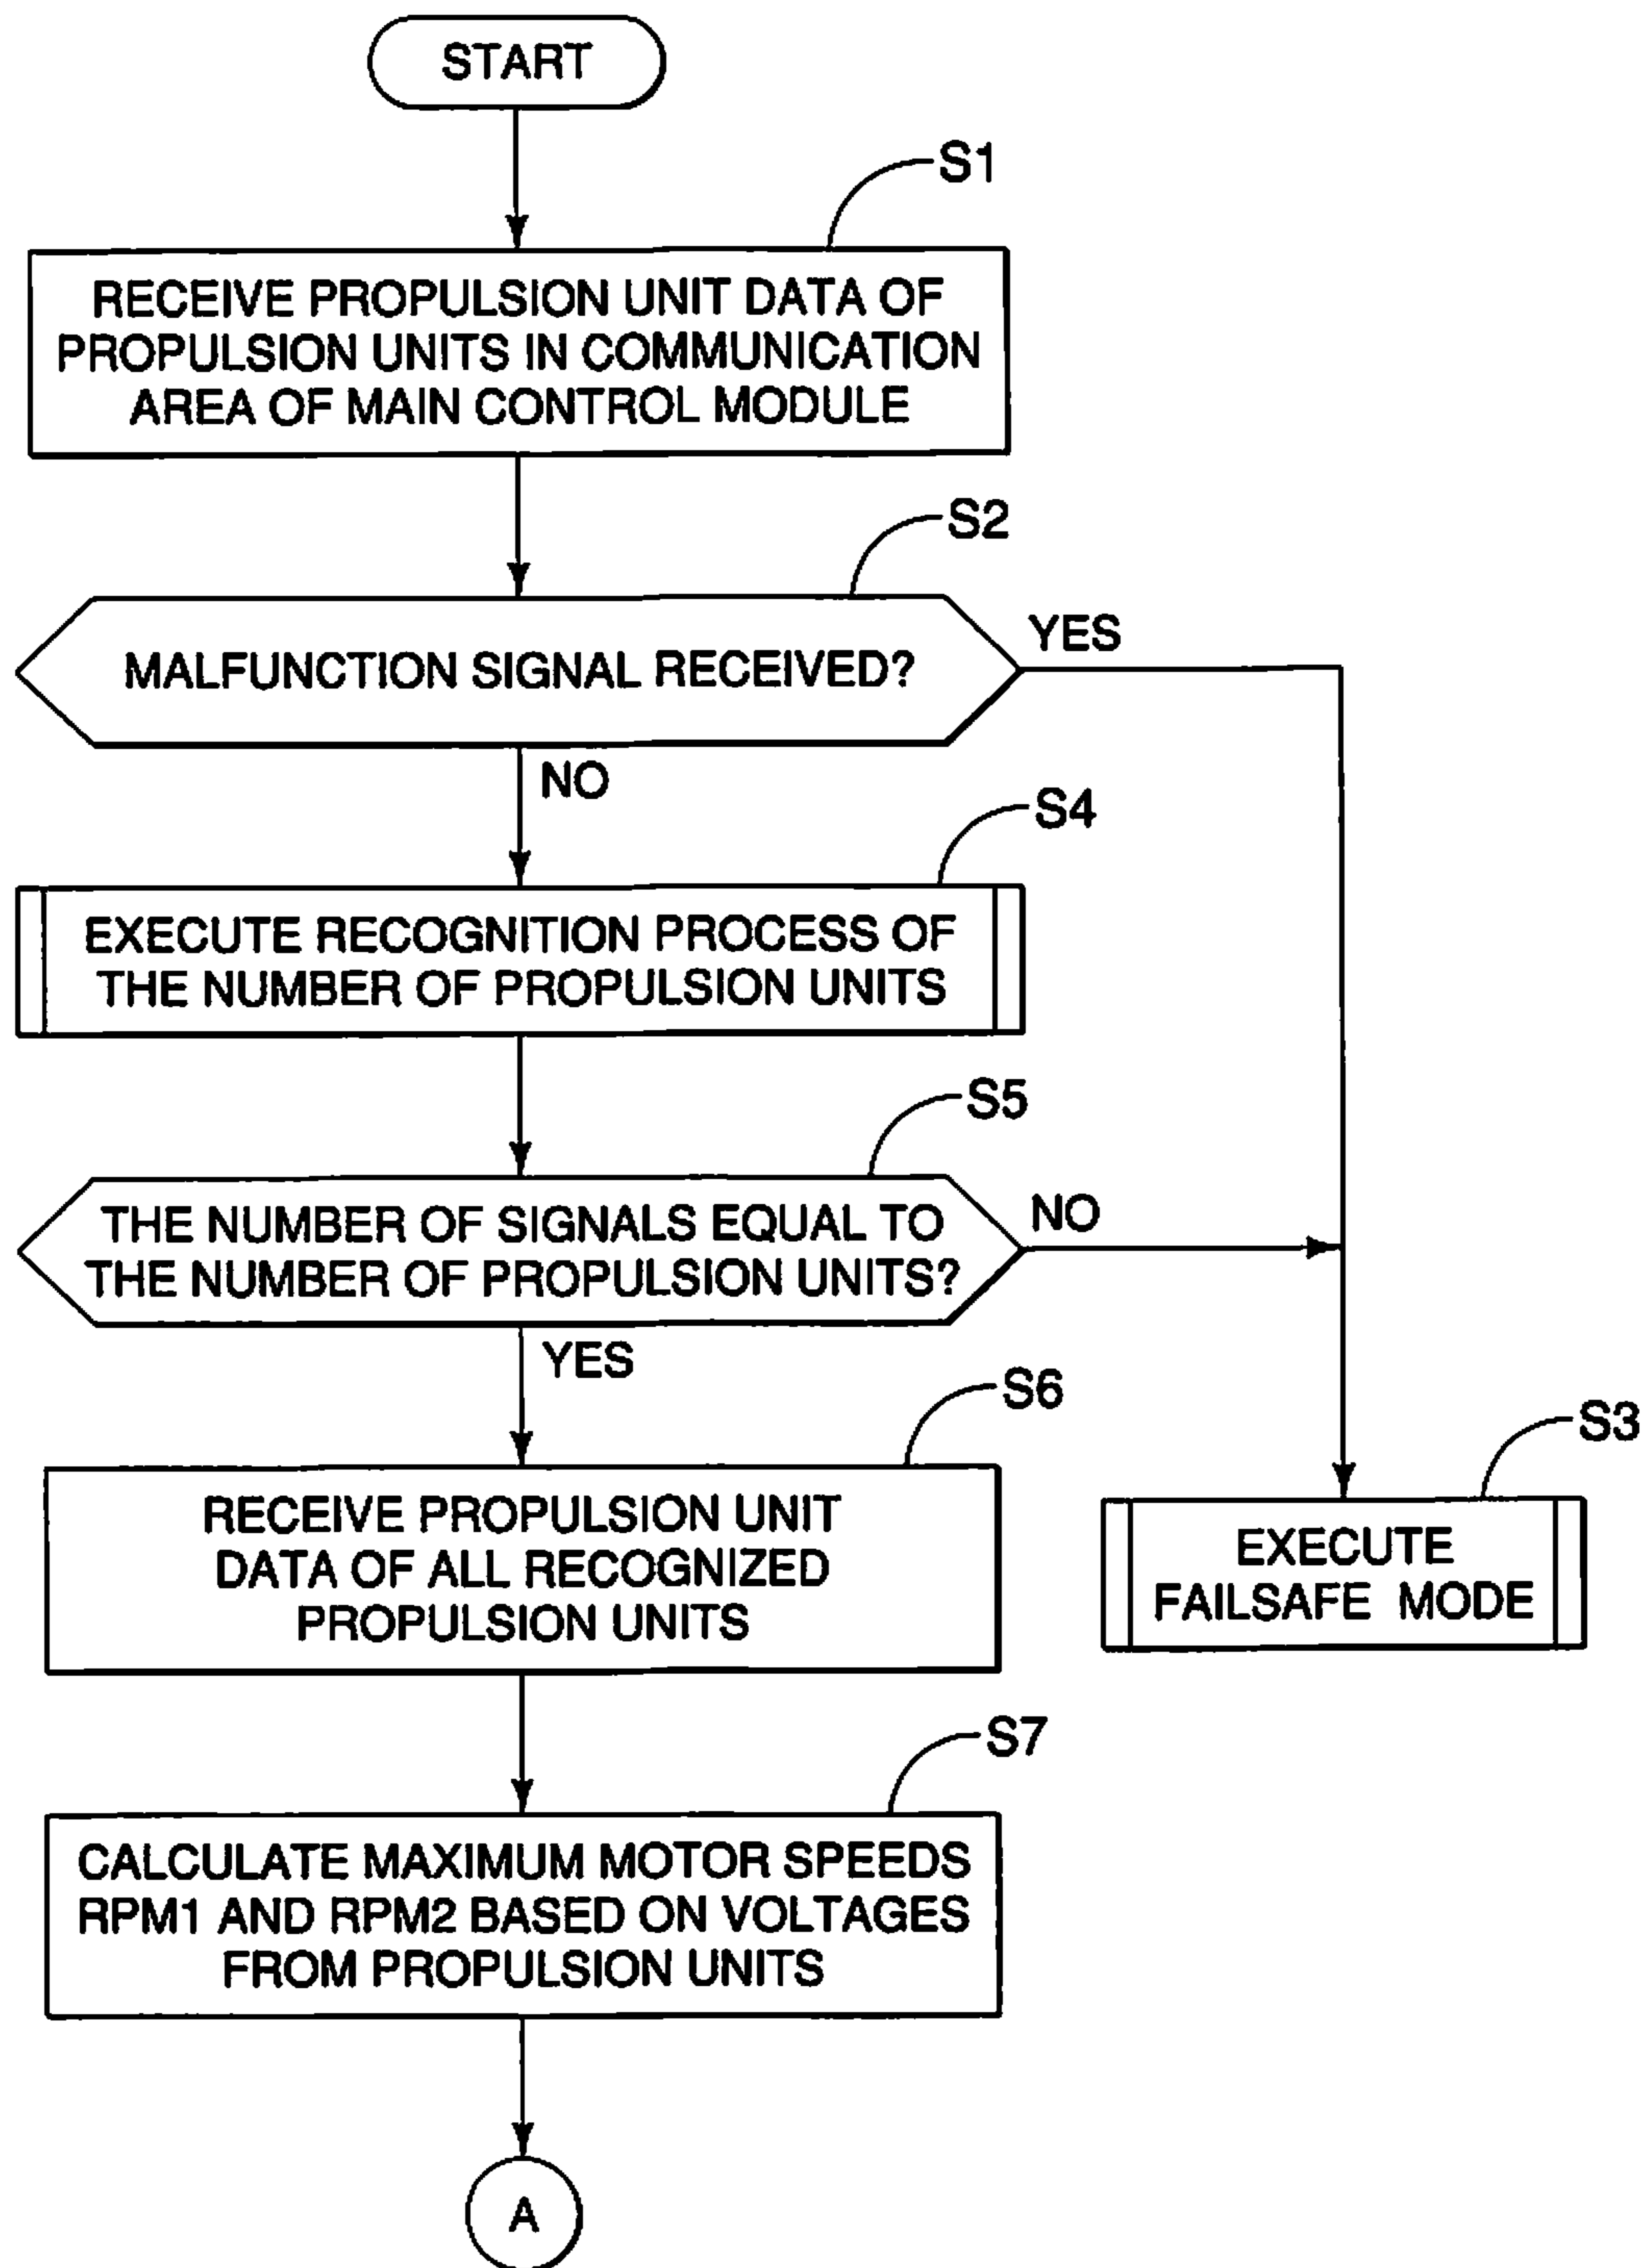 START
S1
RECEIVE PROPULSION UNIT DATA OF
PROPULSION UNITS IN COMMUNICATION
AREA OF MAIN CONTROL MODULE
S2
MALFUNCTION SIGNAL RECEIVED?
YES
NO
S4
EXECUTE RECOGNITION PROCESS OF
THE NUMBER OF PROPULSION UNITS
S5
THE NUMBER OF SIGNALS EQUAL TO
THE NUMBER OF PROPULSION UNITS?
NO
YES
S6
RECEIVE PROPULSION UNIT
DATA OF ALL RECOGNIZED
PROPULSION UNITS
S3
EXECUTE
FAILSAFE MODE
S7
CALCULATE MAXIMUM MOTOR SPEEDS
RPM1 AND RPM2 BASED ON VOLTAGES
FROM PROPULSION UNITS
A